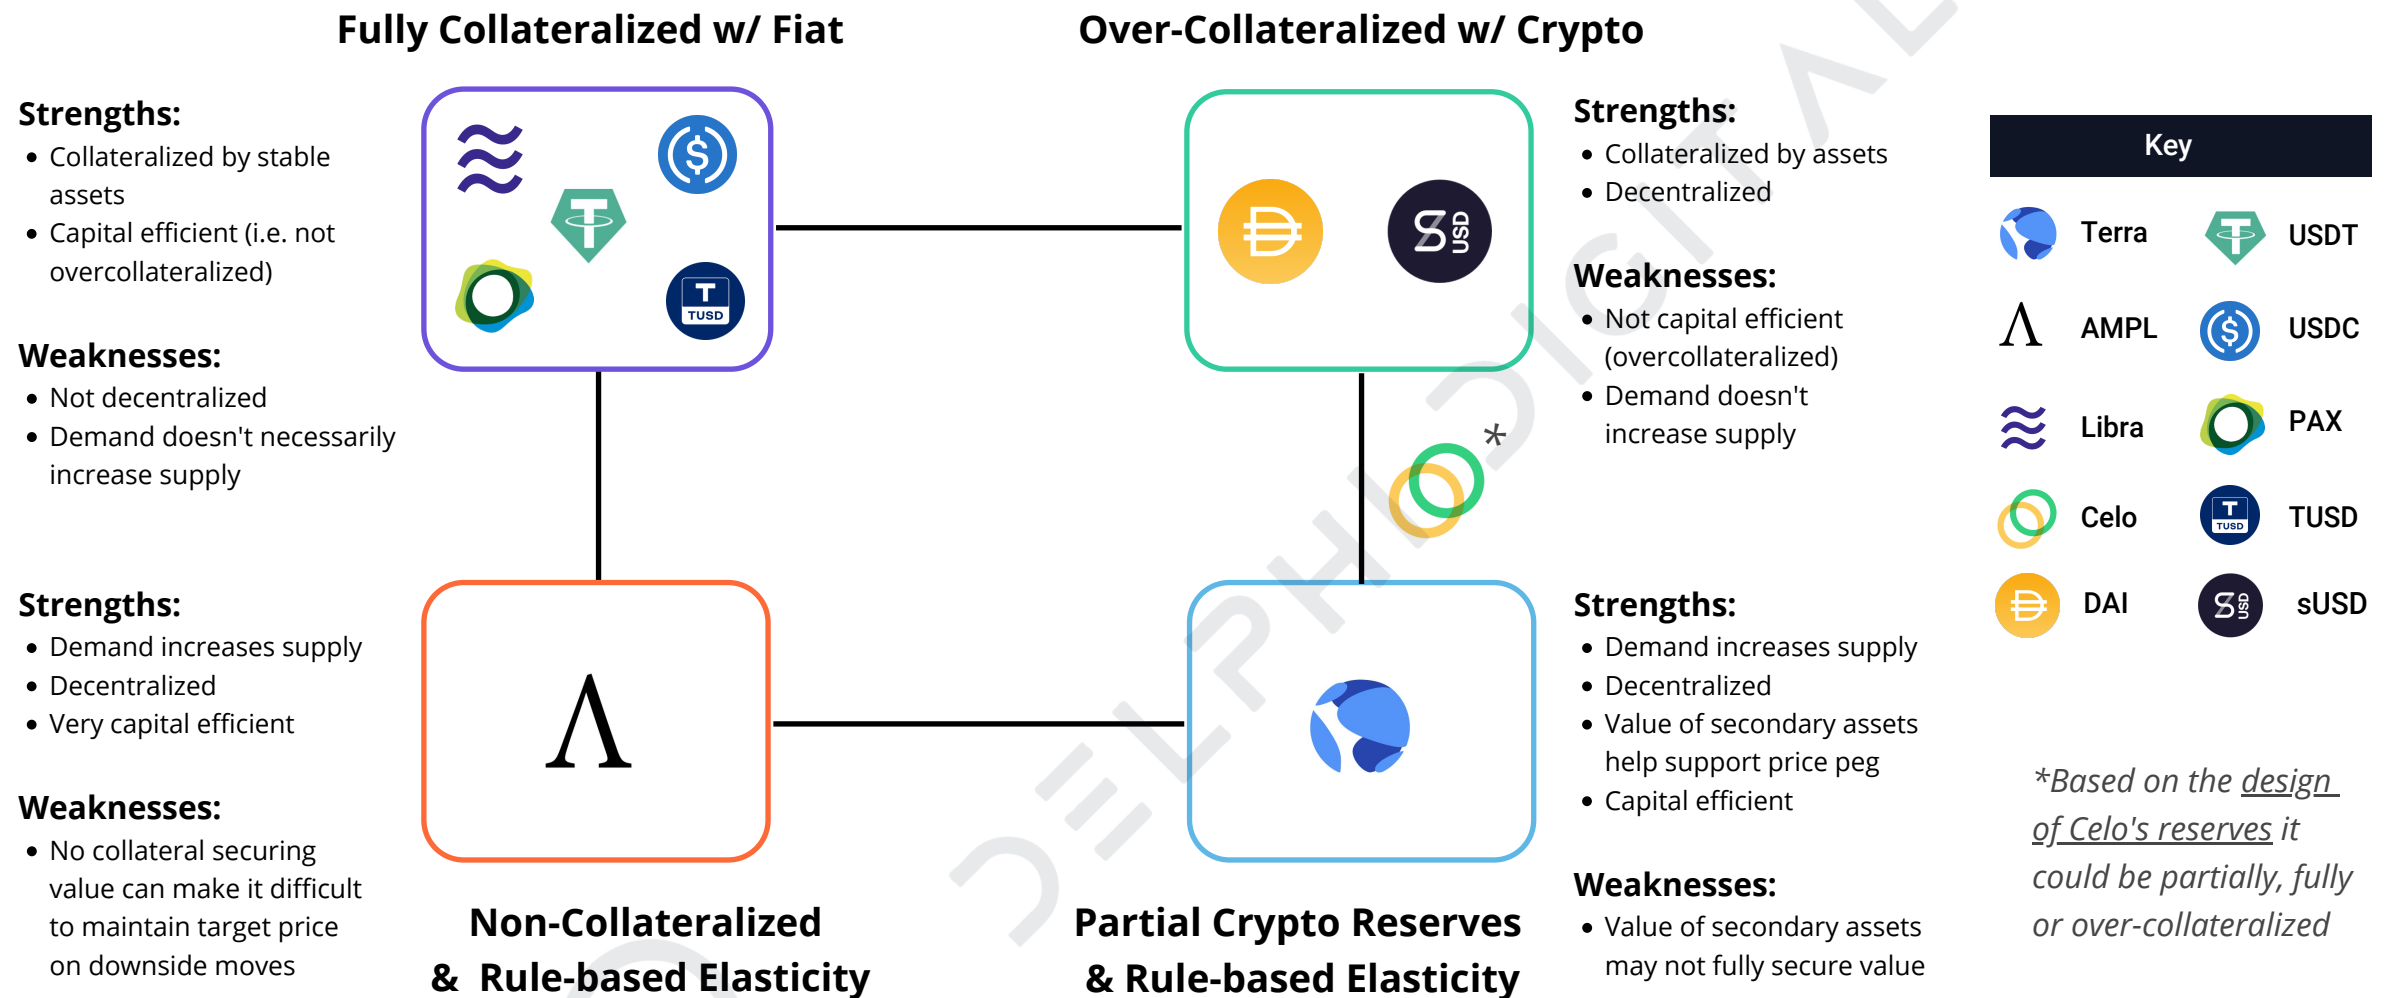 Fully Collateralized w/ Fiat
Over-Collateralized w/ Crypto
Strengths:
• Collateralized by stable
assets
• Capital efficient (i.e. not
overcollateralized)
Weaknesses:
• Not decentralized
• Demand doesn't necessarily
increase supply
TUSD
USD
Strengths:
• Collateralized by assets
• Decentralized
Weaknesses:
• Not capital efficient
(overcollateralized)
• Demand doesn't
increase supply
*
Strengths:
• Demand increases supply
• Decentralized
• Very capital efficient
Weaknesses:
• No collateral securing
value can make it difficult
to maintain target price
on downside moves
Non-Collateralized
& Rule-based Elasticity
Partial Crypto Reserves
& Rule-based Elasticity
Strengths:
• Demand increases supply
• Decentralized
• Value of secondary assets
help support price peg
• Capital efficient
Weaknesses:
• Value of secondary assets
may not fully secure value
Key
Terra
USDT
AMPL
USDC
Libra
PAX
Celo
TUSD
TUSD
DAI
USD
sUSD
*Based on the design
of Celo's reserves it
could be partially, fully
or over-collateralized
DELPHI DIGITAL